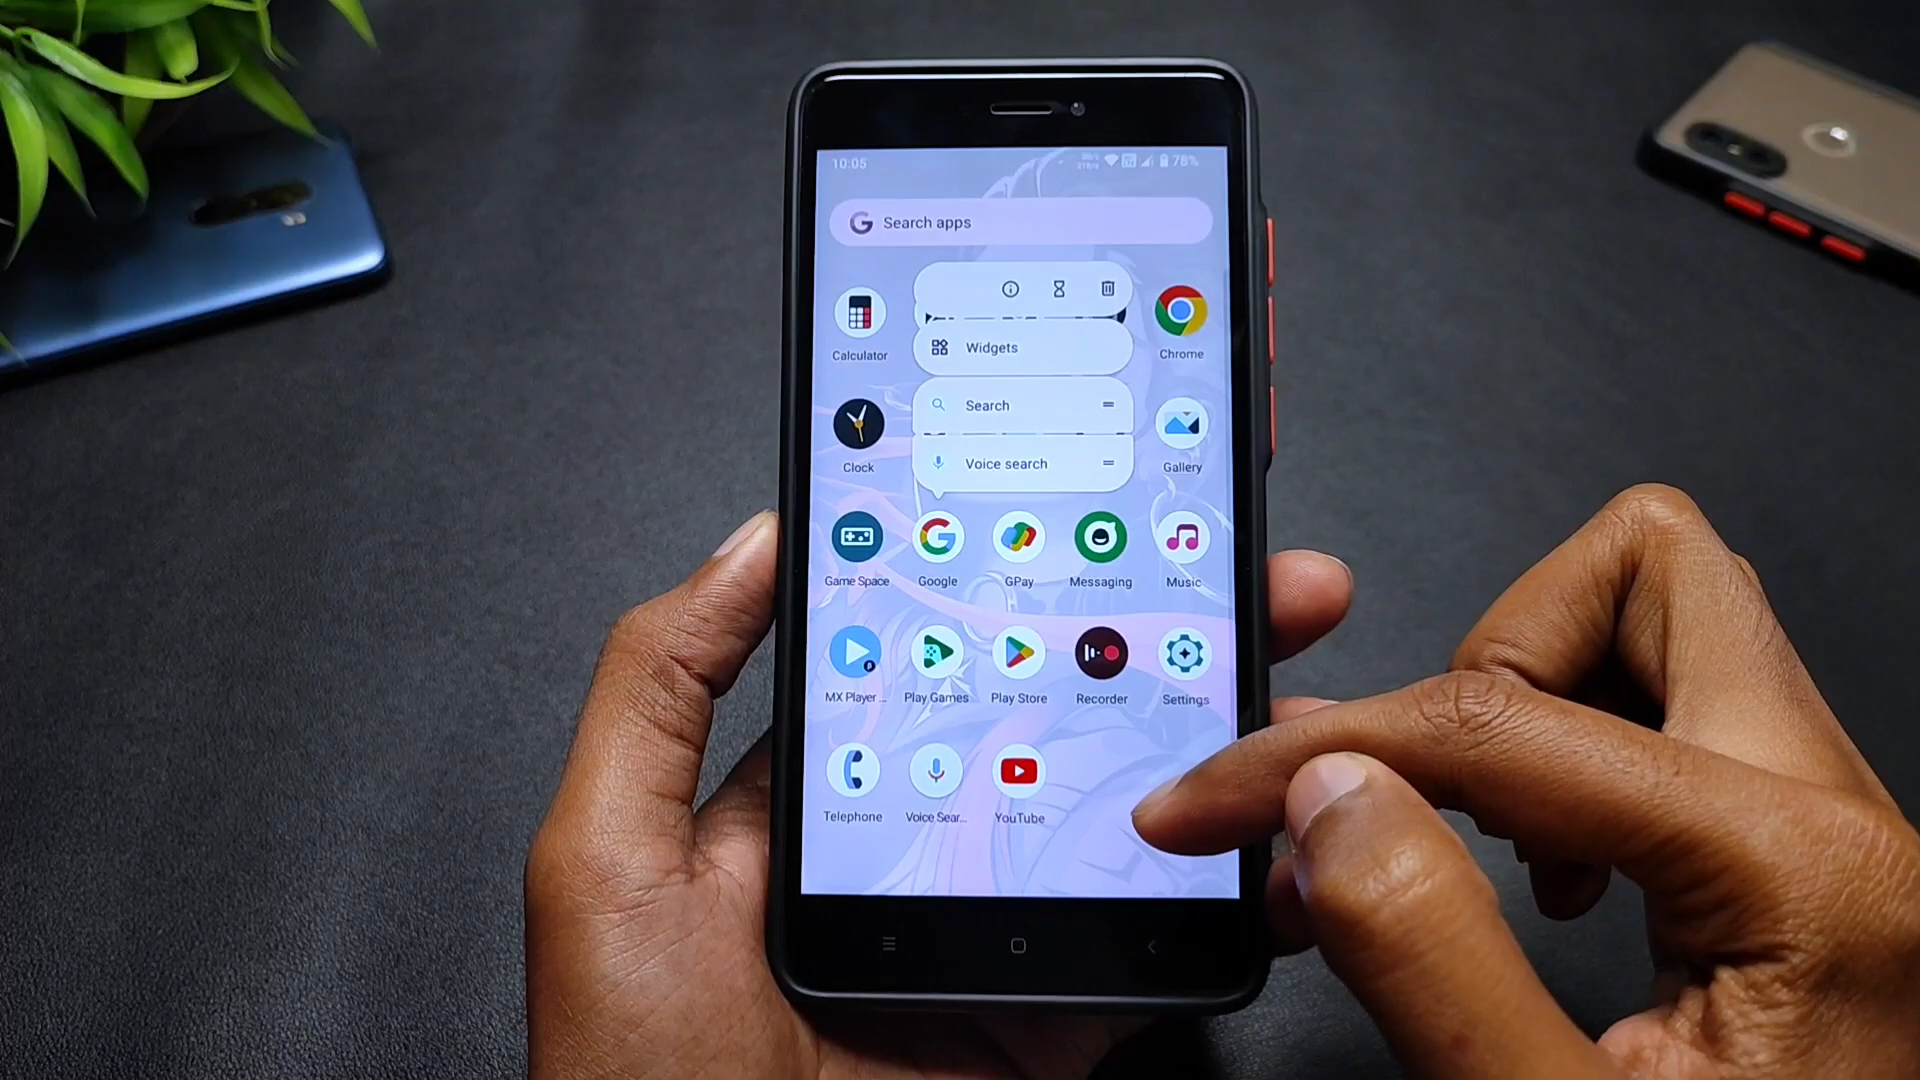 10:05
78%
Search apps
Calculator
Widgets
Chrome
Search
Clock
Voice search
Gallery
Game Space
Google
GPay
Messaging
Music
MX Player ...
Play Games
Play Store
Recorder
Settings
Telephone
Voice Sear...
YouTube